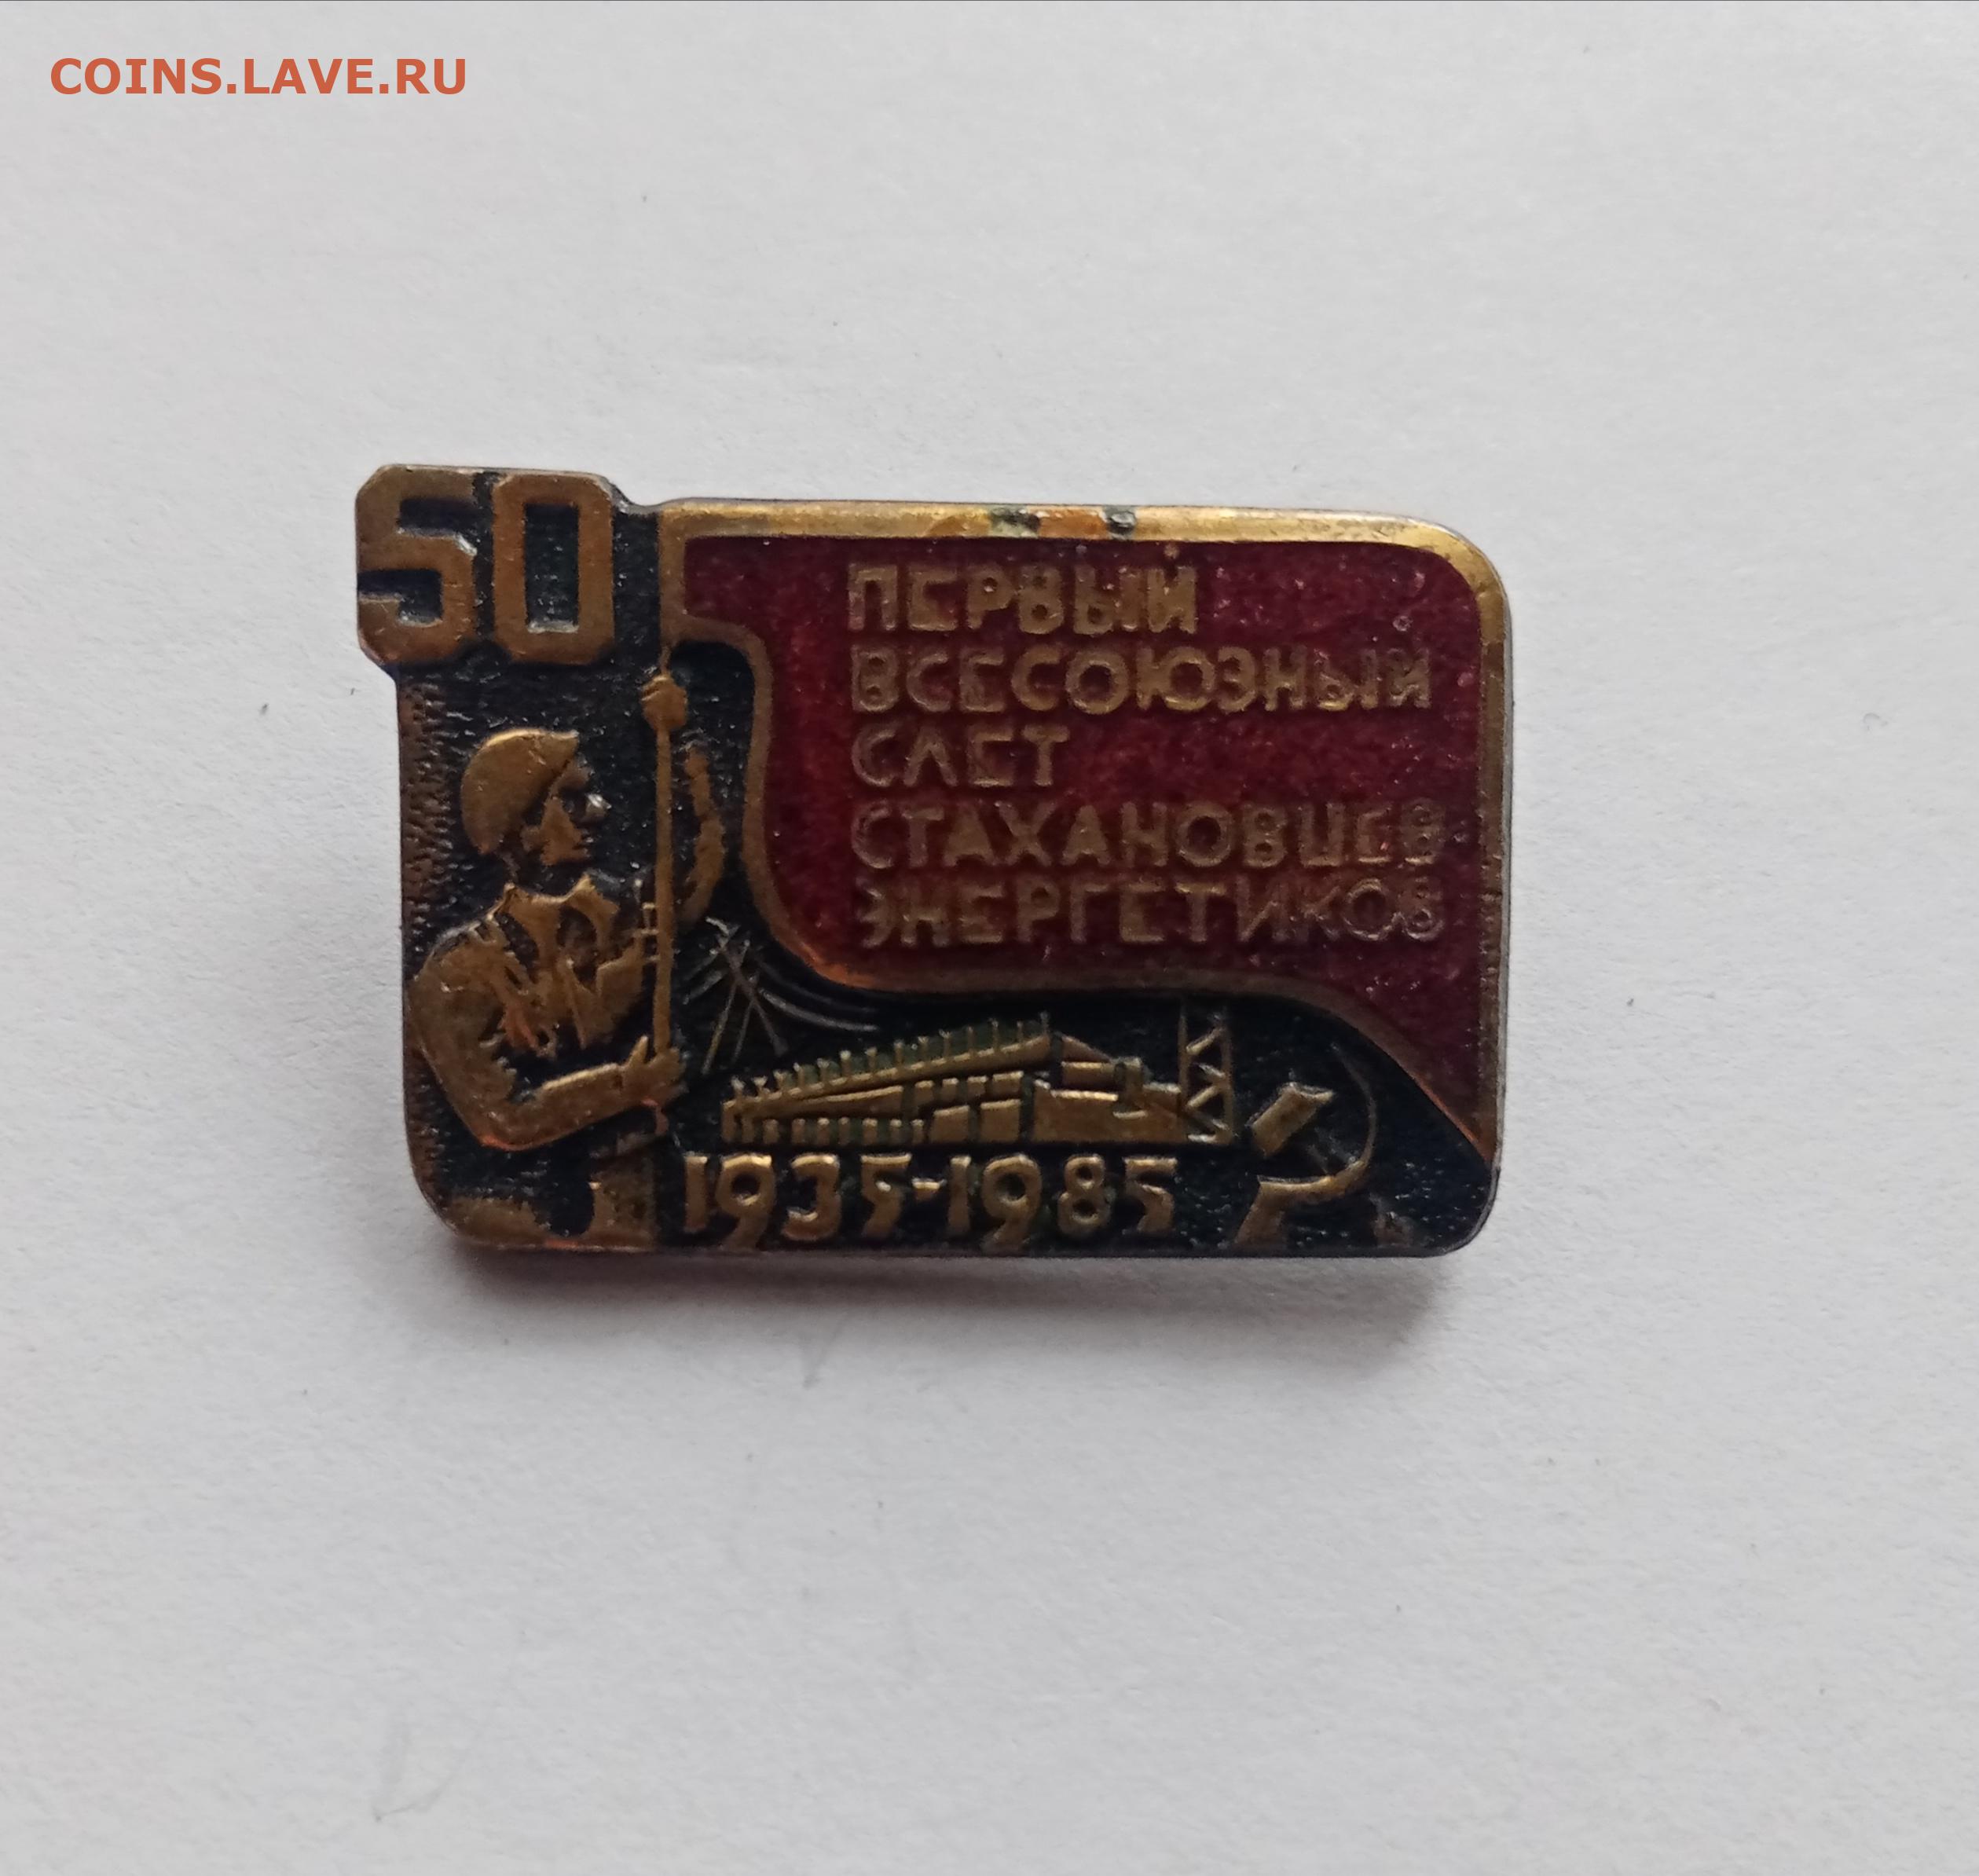 COINS.LAVE.RU
50
ПЕРВЫЙ
ВСЕСОЮЗНЫЙ
СЛЕТ
СТАХАНОВЦЕВ
ЭНЕРГЕТИКОВ
1935-1985